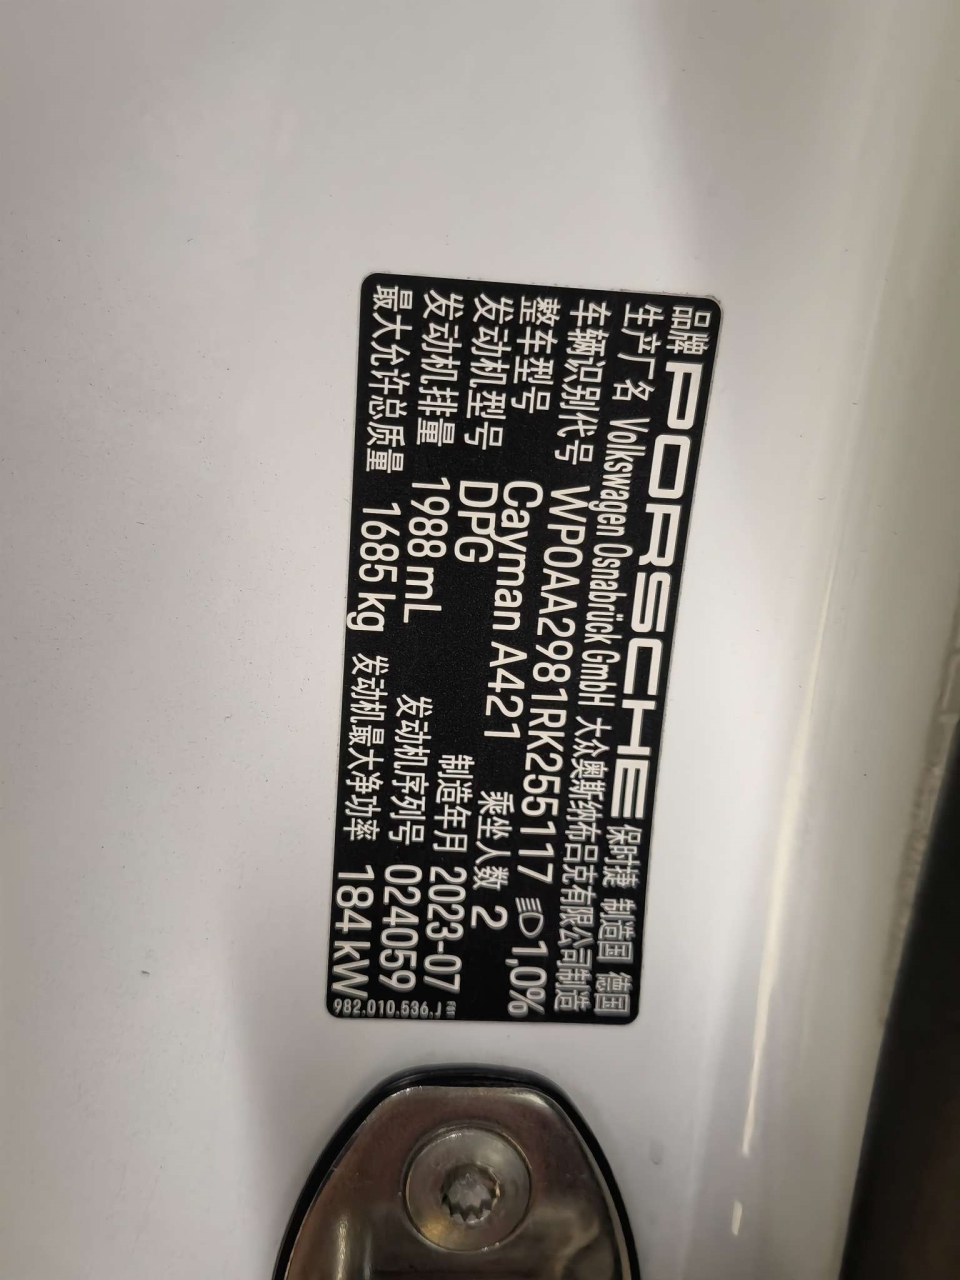 品牌 PORSCHE 保时捷 制造国 德国
生产厂名 Volkswagen Osnabrück GmbH 大众奥斯纳布吕克有限公司制造
车辆识别代号 WP0AA2981RK255117 1,0%
整车型号 Cayman A421 乘坐人数 2
发动机型号 DPG 制造年月 2023-07
发动机排量 1988 mL 发动机序列号 024059
最大允许总质量 1685 kg 发动机最大净功率 184 kW
982.010.536.J